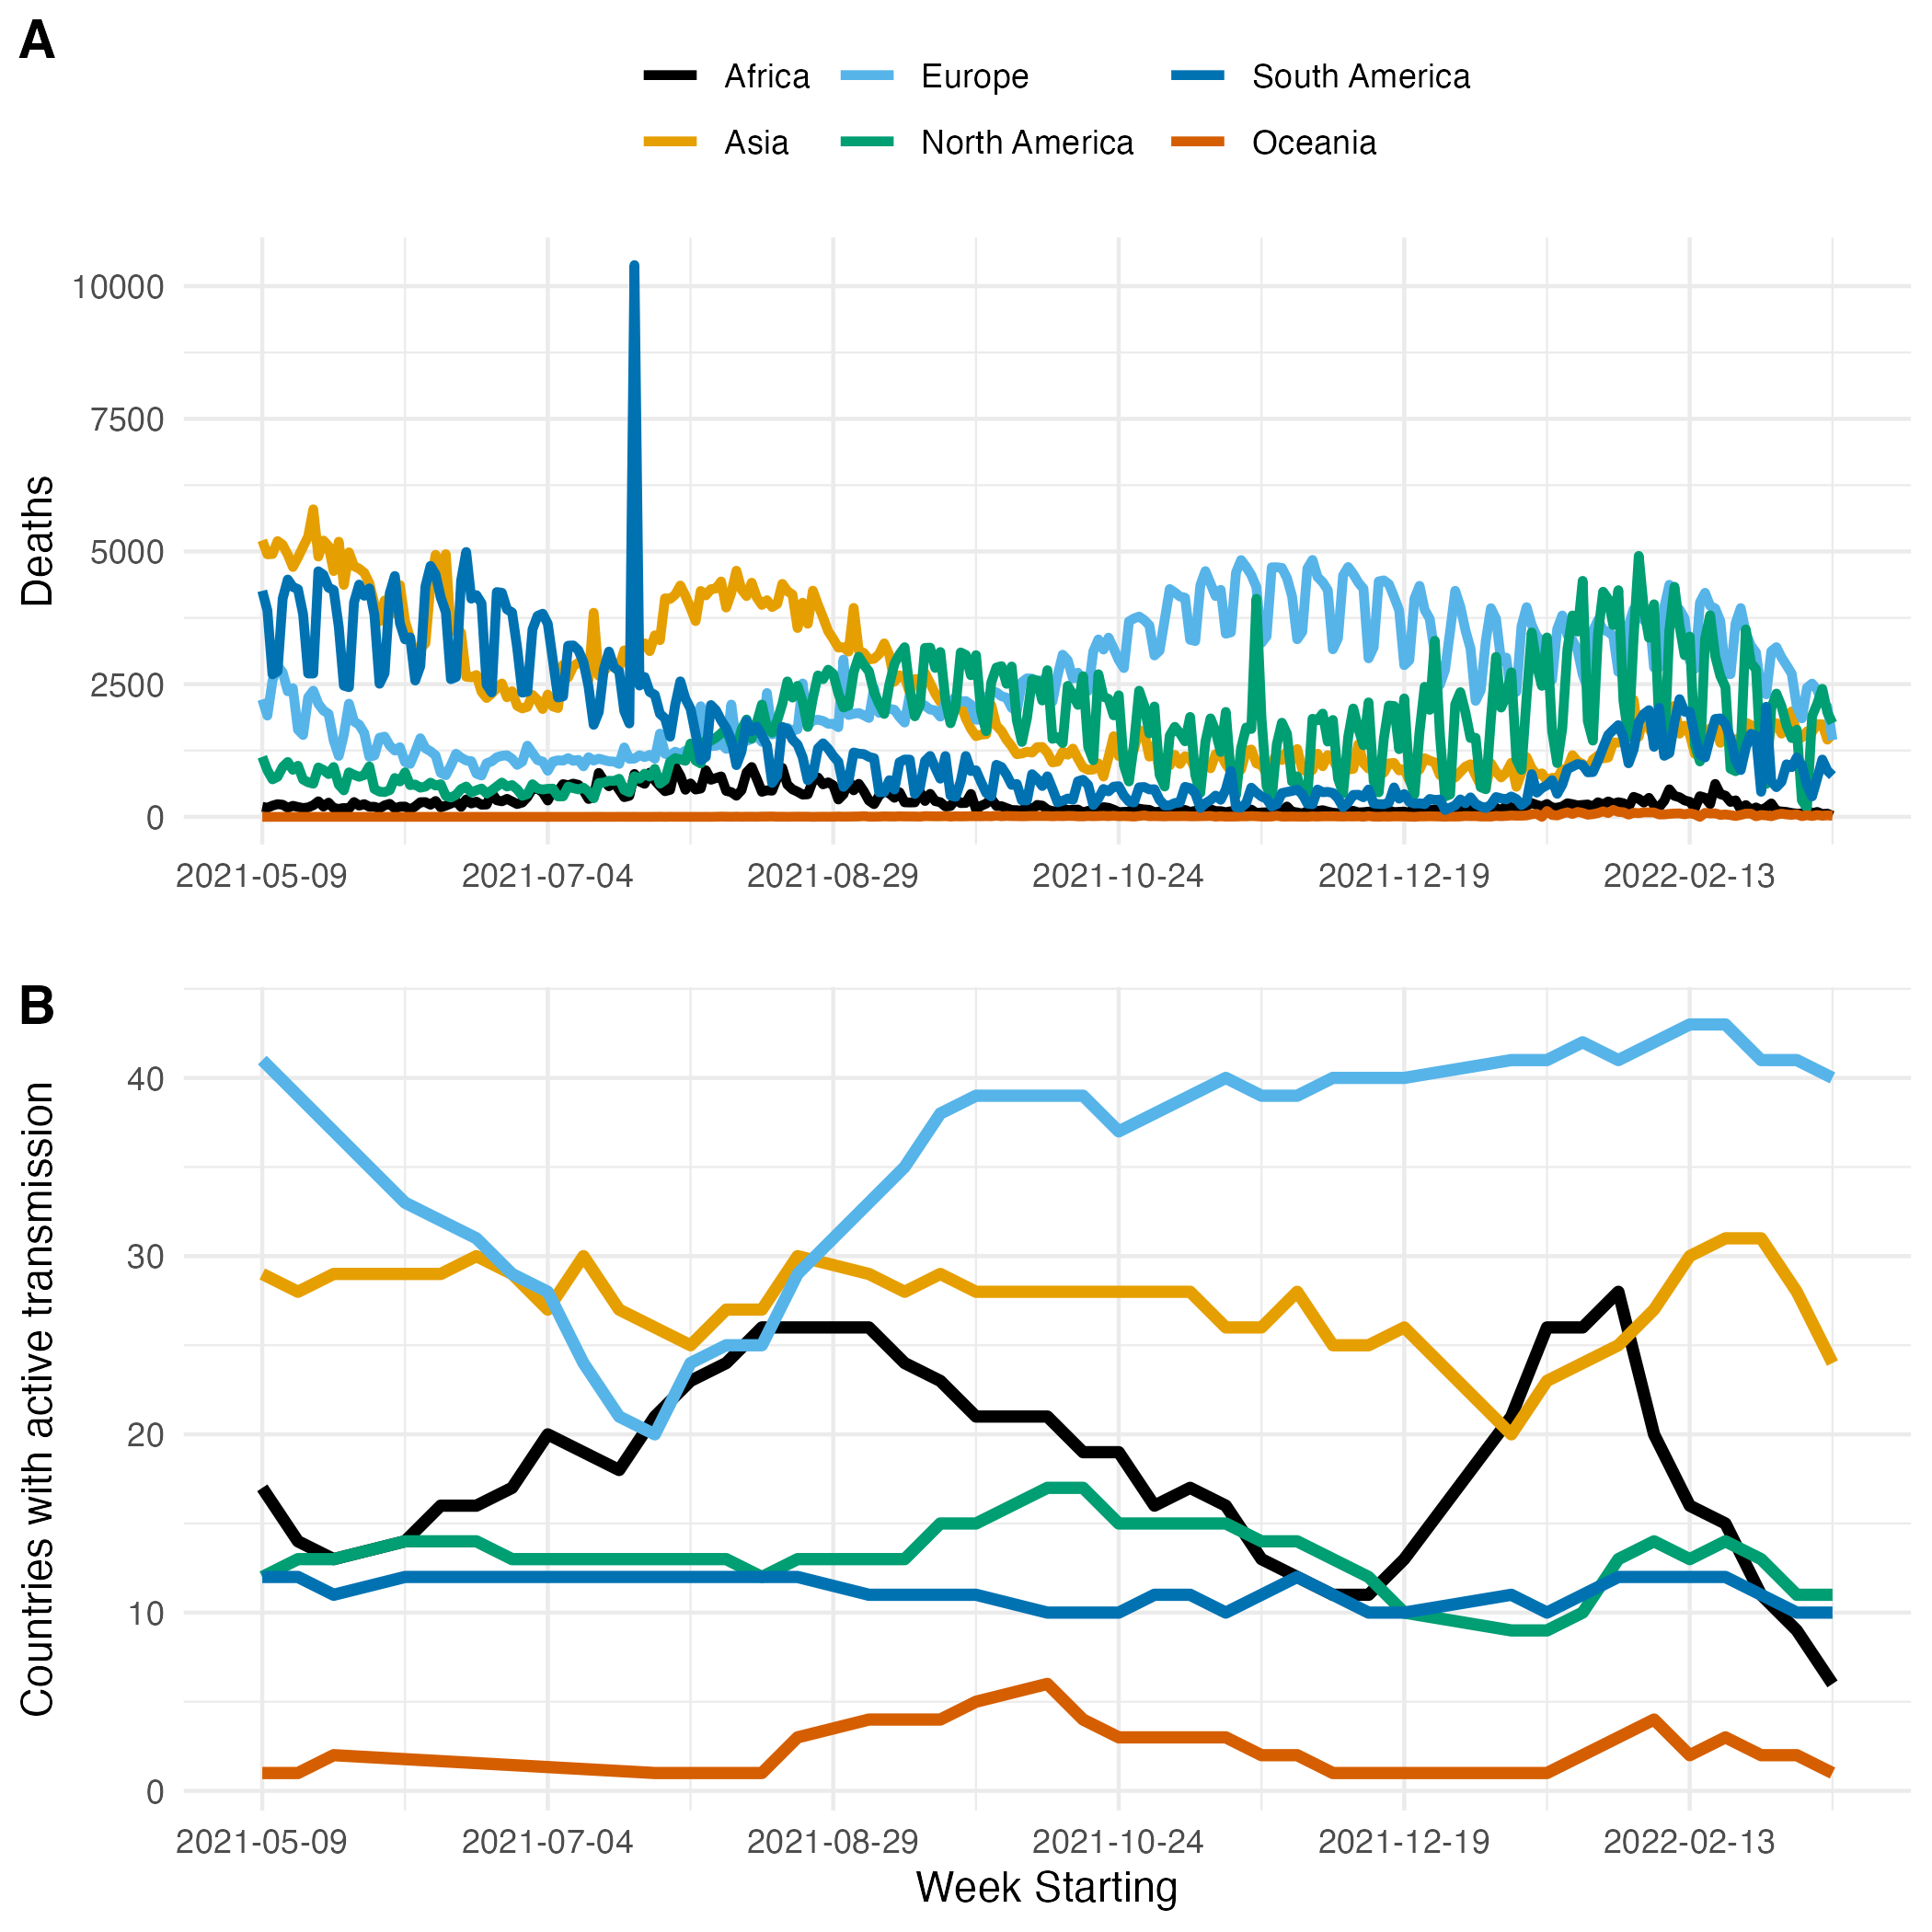 A
Africa Europe South America
Asia North America Oceania
Deaths
10000
7500
5000
2500
0
2021-05-09 2021-07-04 2021-08-29 2021-10-24 2021-12-19 2022-02-13
B
Countries with active transmission
40
30
20
10
0
2021-05-09 2021-07-04 2021-08-29 2021-10-24 2021-12-19 2022-02-13
Week Starting